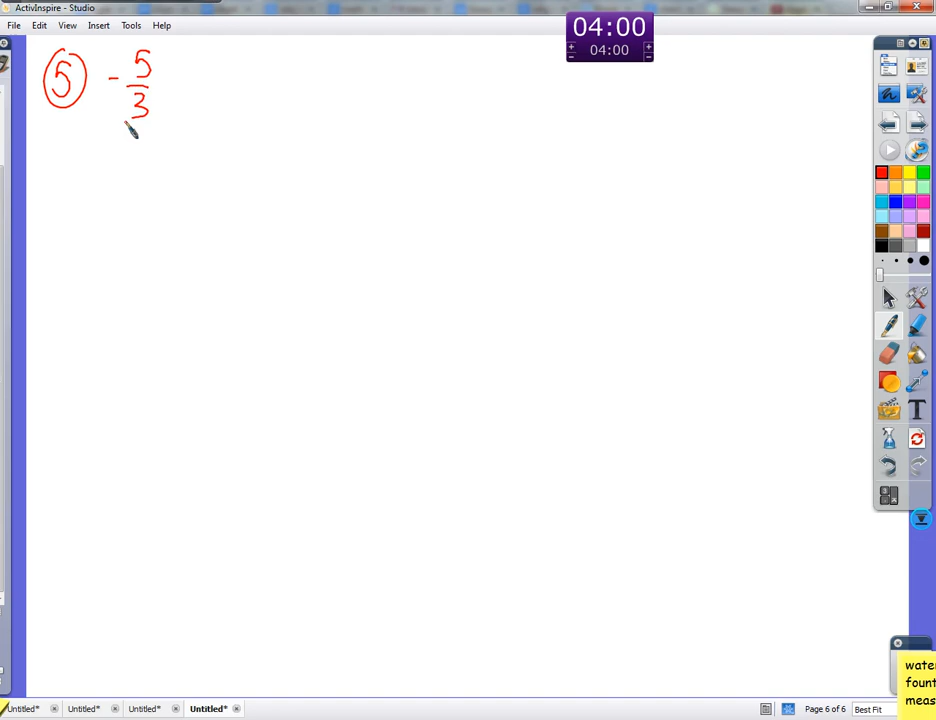 ActivInspire - Studio
File Edit View Insert Tools Help
04:00
04:00
5 - 5/3
water
fount
meas
Untitled* Untitled* Untitled* Untitled* Page 6 of 6 Best Fit